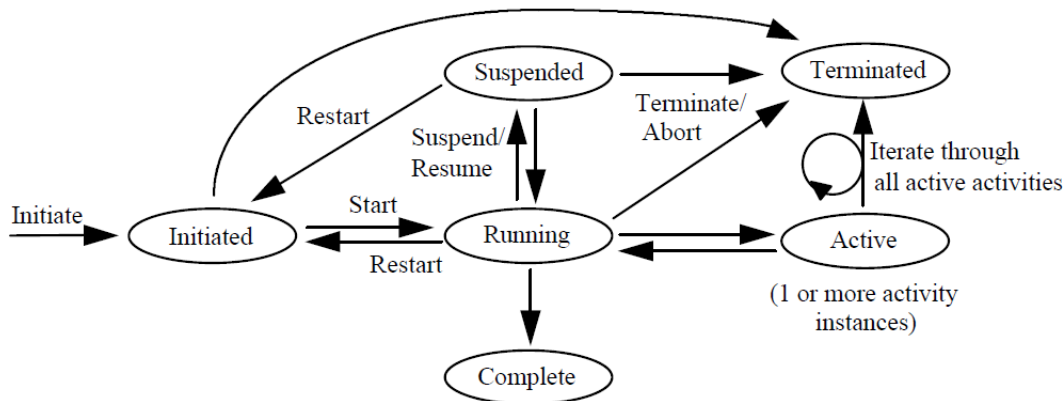 Suspended
Terminated
Restart
Terminate/
Abort
Suspend/
Resume
Iterate through
all active activities
Initiate
Initiated
Start
Running
Active
Restart
(1 or more activity
instances)
Complete